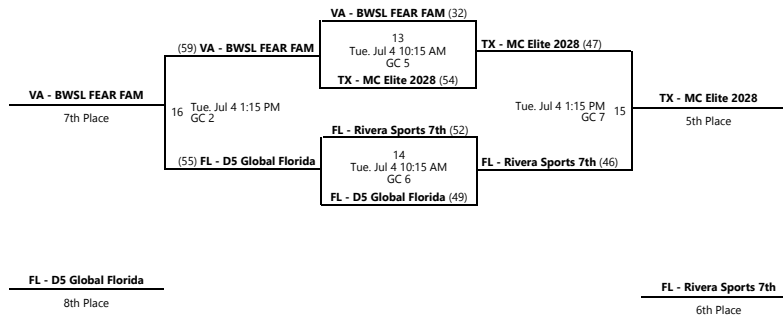 VA - BWSL FEAR FAM (32)
13
Tue. Jul 4 10:15 AM
GC 5
TX - MC Elite 2028 (54)
(59) VA - BWSL FEAR FAM
TX - MC Elite 2028 (47)
VA - BWSL FEAR FAM
7th Place
16 Tue. Jul 4 1:15 PM
GC 2
Tue. Jul 4 1:15 PM 15
GC 7
TX - MC Elite 2028
5th Place
FL - Rivera Sports 7th (52)
14
Tue. Jul 4 10:15 AM
GC 6
FL - D5 Global Florida (49)
(55) FL - D5 Global Florida
FL - Rivera Sports 7th (46)
FL - D5 Global Florida
8th Place
FL - Rivera Sports 7th
6th Place